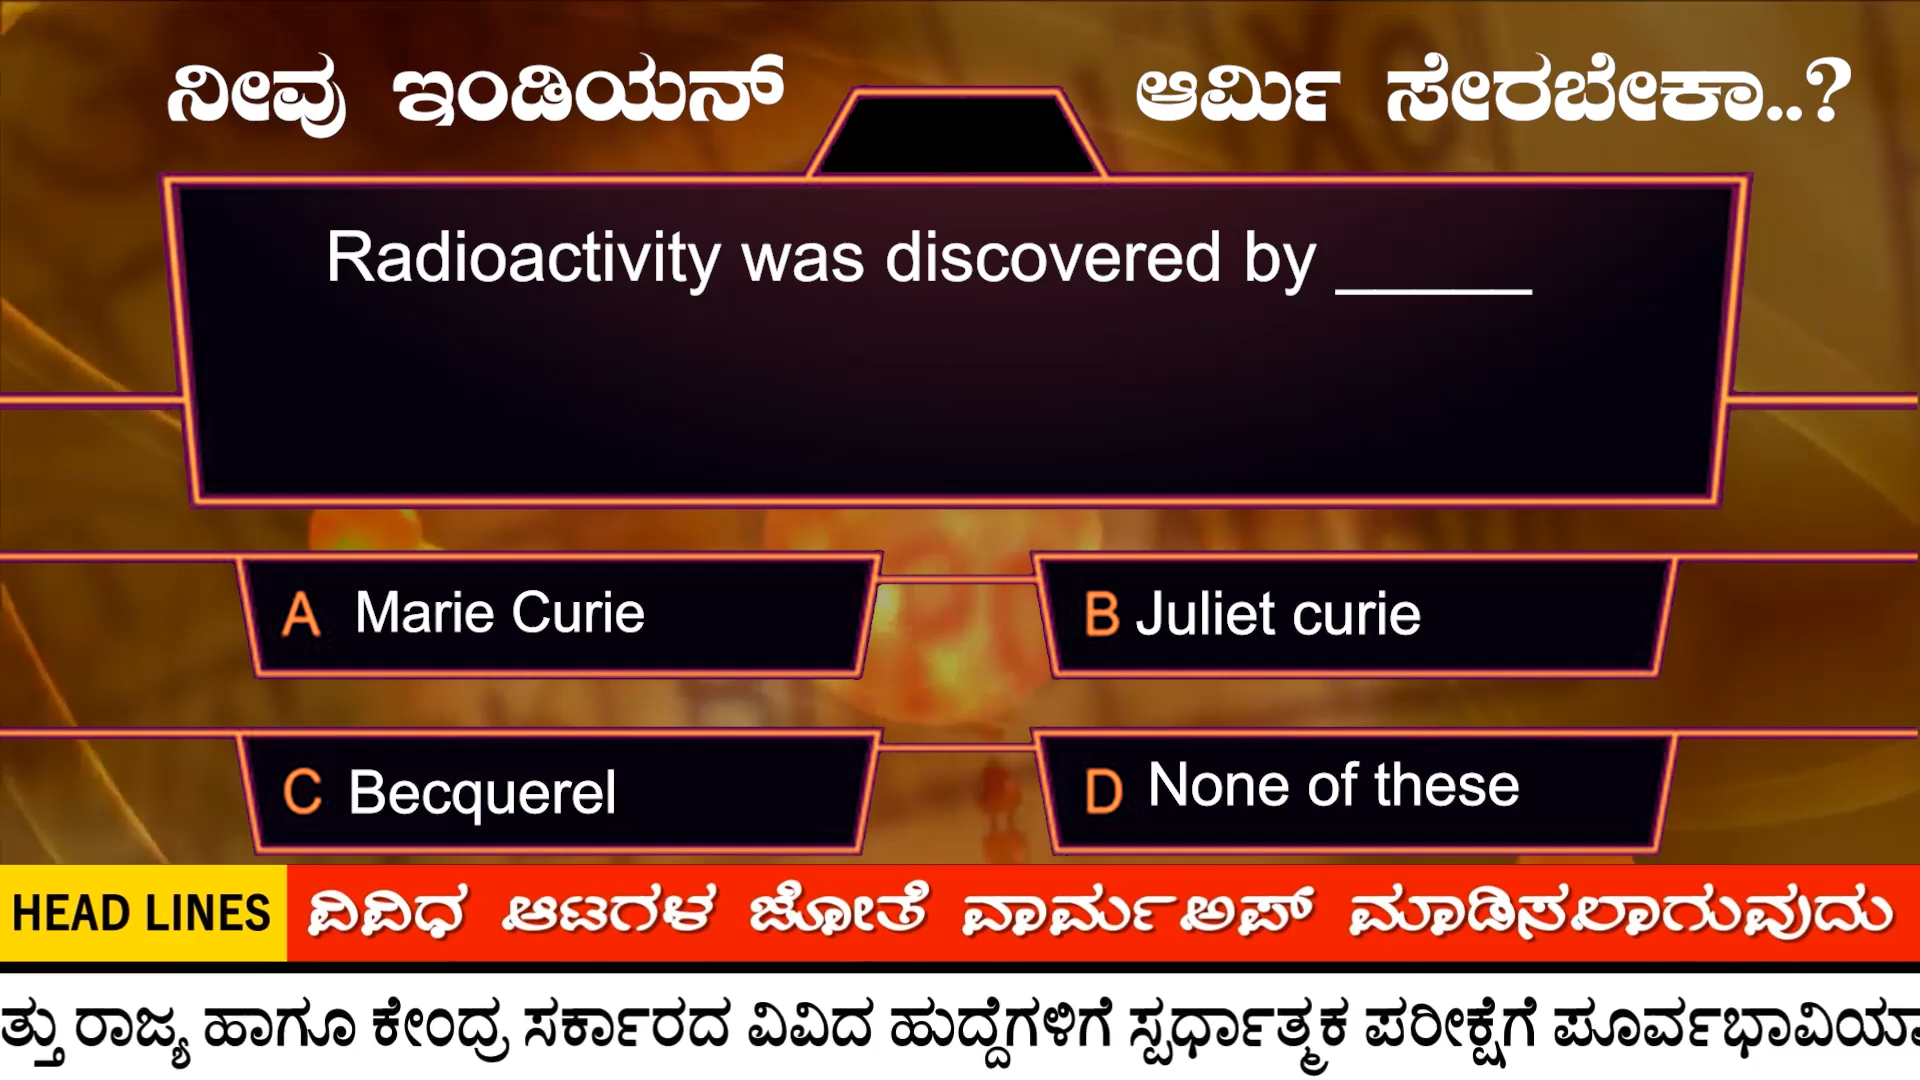 ನೀವು ಇಂಡಿಯನ್ ಆರ್ಮಿ ಸೇರಬೇಕಾ..?
Radioactivity was discovered by _____
A Marie Curie
B Juliet curie
C Becquerel
D None of these
HEAD LINES ವಿವಿಧ ಆಟಗಳ ಜೋತೆ ವಾರ್ಮಅಪ್ ಮಾಡಿಸಲಾಗುವುದು
ತ್ತು ರಾಜ್ಯ ಹಾಗೂ ಕೇಂದ್ರ ಸರ್ಕಾರದ ವಿವಿದ ಹುದ್ದೆಗಳಿಗೆ ಸ್ಪರ್ಧಾತ್ಮಕ ಪರೀಕ್ಷೆಗೆ ಪೂರ್ವಭಾವಿಯಾ